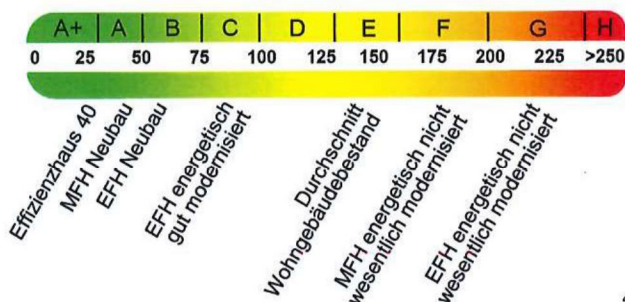 A+ A B C D E F G H
0 25 50 75 100 125 150 175 200 225 >250
Effizienzhaus 40
MFH Neubau
EFH Neubau
EFH energetisch
gut modernisiert
Durchschnitt
Wohngebäudebestand
MFH energetisch nicht
wesentlich modernisiert
EFH energetisch nicht
wesentlich modernisiert